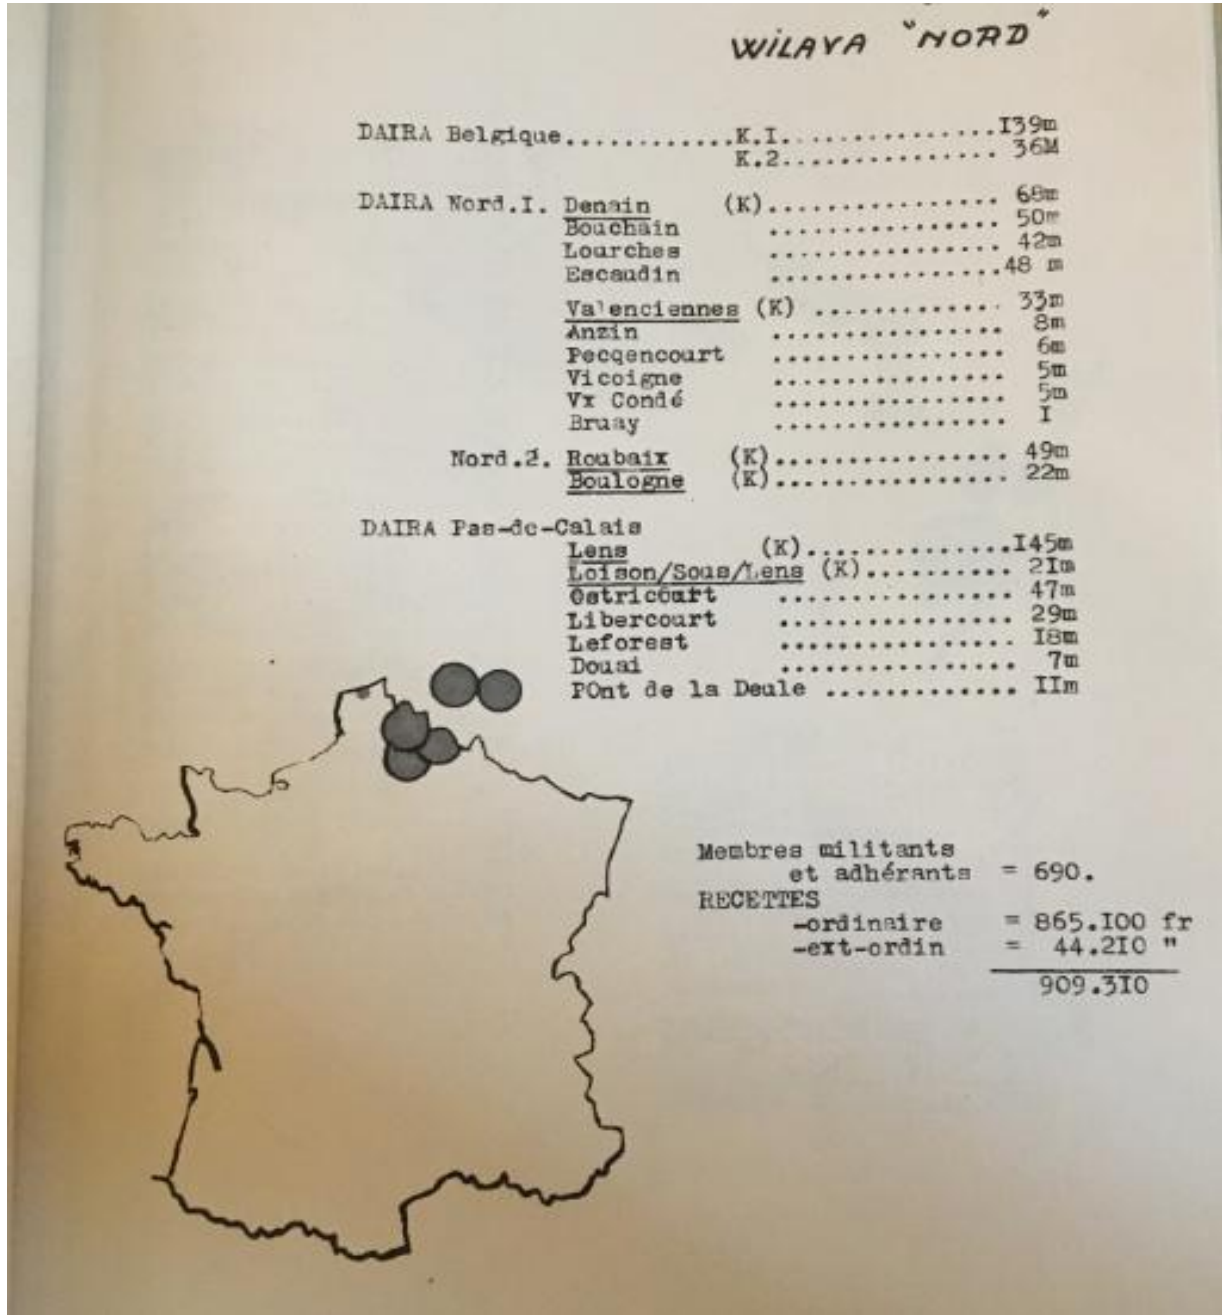 WILAYA "NORD"
DAIRA Belgique............K.I...............I39m
K.2............... 36M
DAIRA Nord.I. Denain (K)................ 68m
Bouchain ................ 50m
Lourches ................ 42m
Escaudin ................48 m
Valenciennes (K) ............. 33m
Anzin ................ 8m
Pecqencourt ................ 6m
Vicoigne ................ 5m
Vx Condé ................ 5m
Bruay ................ I
Nord.2. Roubaix (K)................ 49m
Boulogne (K)................ 22m
DAIRA Pas-de-Calais
Lens (K)..............I45m
Loison/Sous/Lens (K).......... 2Im
Ostricourt ................ 47m
Libercourt ................ 29m
Leforest ................ I8m
Douai ................ 7m
POnt de la Deule ............. IIm
Membres militants
et adhérants = 690.
RECETTES
-ordinaire = 865.I00 fr
-ext-ordin = 44.2I0 "
909.3I0